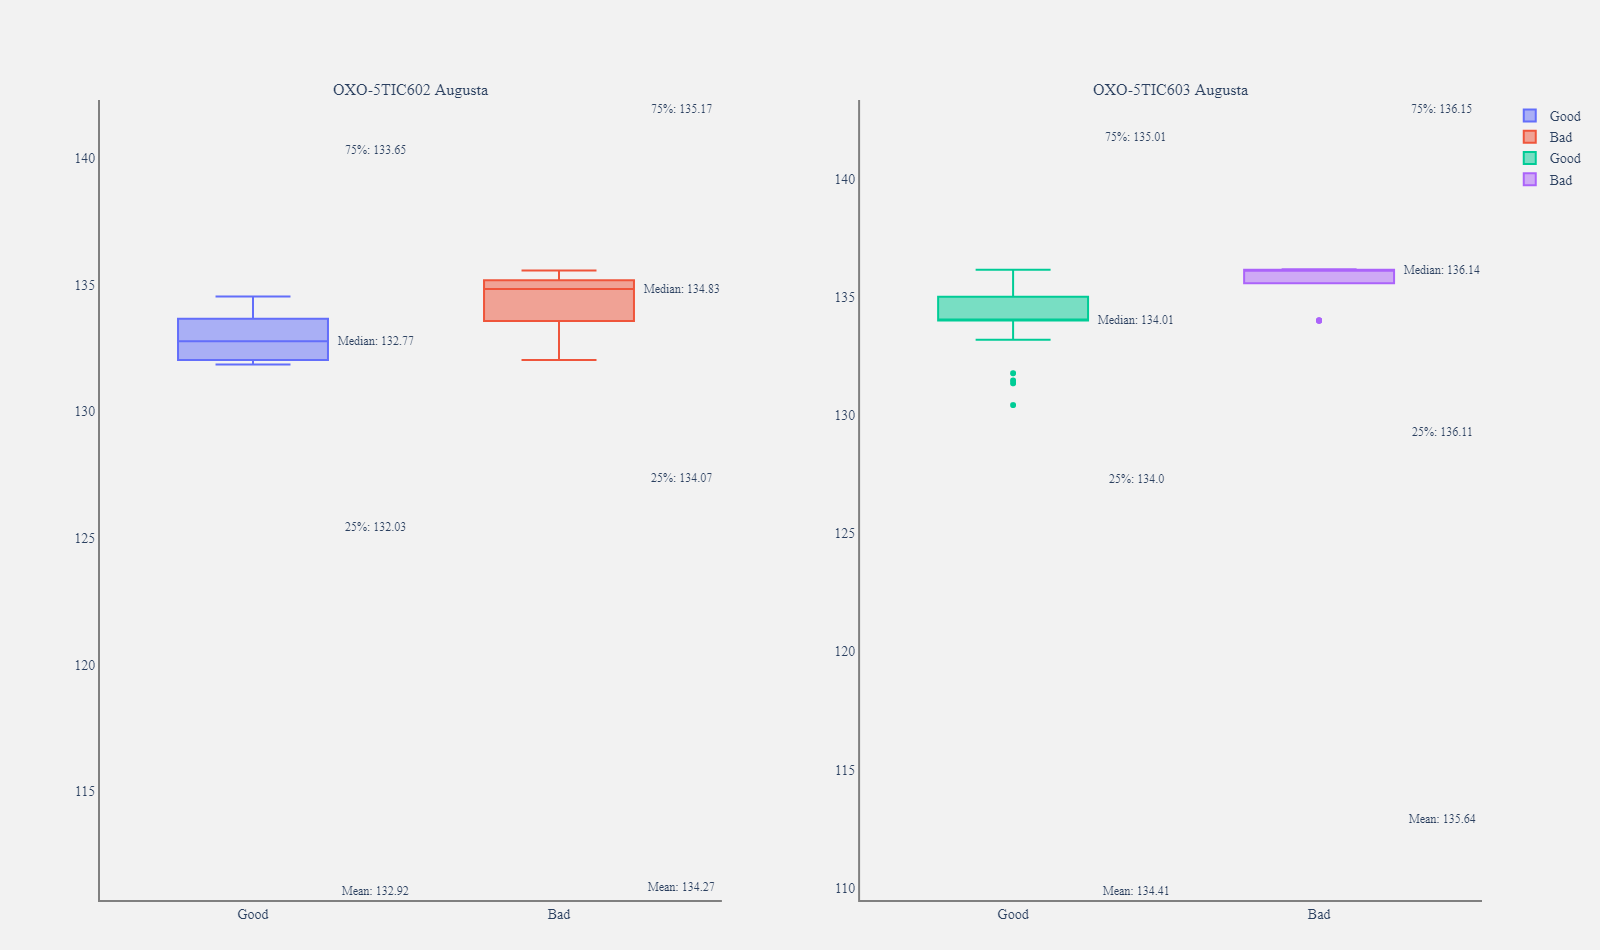 OXO-5TIC602 Augusta
75%: 135.17
75%: 133.65
140
135
Median: 134.83
Median: 132.77
130
25%: 134.07
25%: 132.03
125
120
115
Mean: 134.27
Mean: 132.92
Good
Bad
OXO-5TIC603 Augusta
75%: 136.15
75%: 135.01
140
Median: 136.14
135
Median: 134.01
130
25%: 136.11
25%: 134.0
125
120
115
Mean: 135.64
110
Mean: 134.41
Good
Bad
Good
Bad
Good
Bad